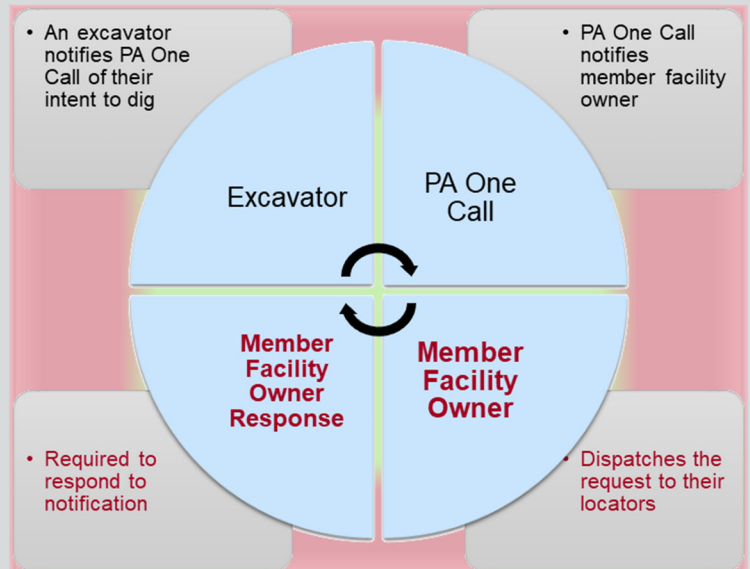 • An excavator
notifies PA One
Call of their
intent to dig
• PA One Call
notifies
member facility
owner
Excavator
PA One
Call
Member
Facility
Owner
Response
Member
Facility
Owner
• Required to
respond to
notification
• Dispatches the
request to their
locators